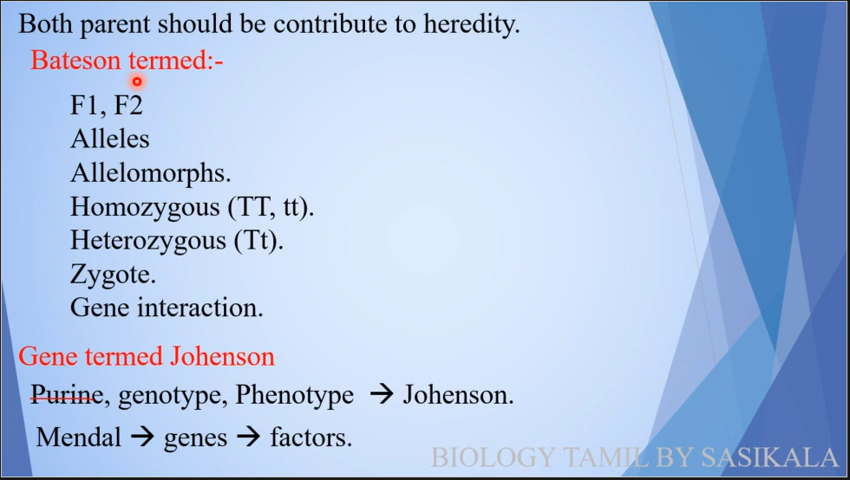 Both parent should be contribute to heredity.
Bateson termed:-
F1, F2
Alleles
Allelomorphs.
Homozygous (TT, tt).
Heterozygous (Tt).
Zygote.
Gene interaction.
Gene termed Johenson
Purine, genotype, Phenotype → Johenson.
Mendal → genes → factors.
BIOLOGY TAMIL BY SASIKALA